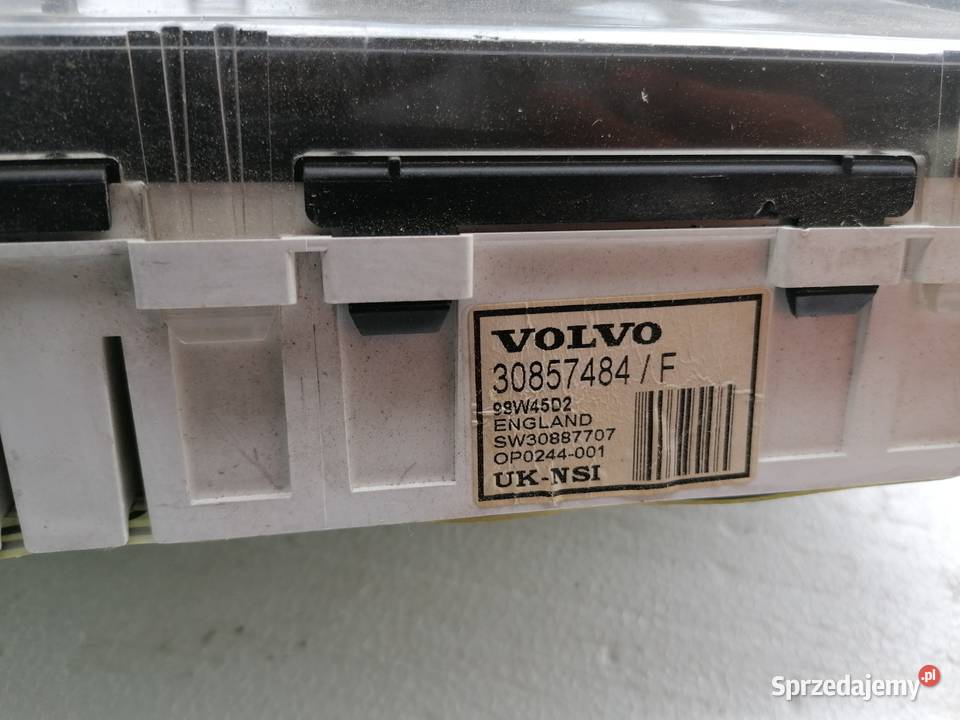 VOLVO
30857484 / F
99W45D2
ENGLAND
SW30887707
OP0244-001
UK-NSI
Sprzedajemy.pl